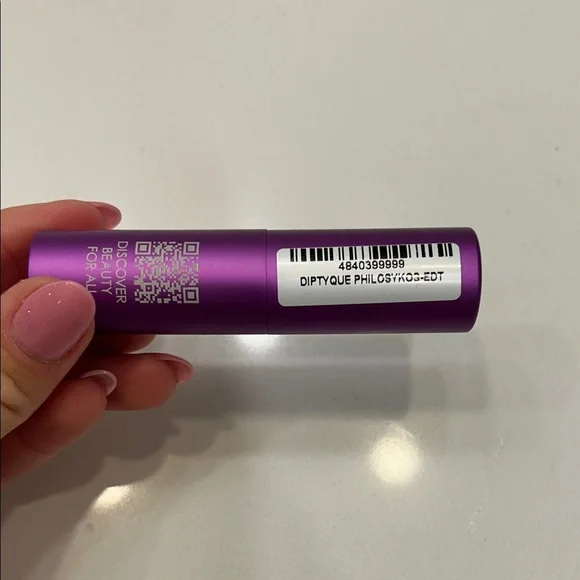 DISCOVER
BEAUTY
FOR ALL
4840399999
DIPTYQUE PHILOSYKOS-EDT